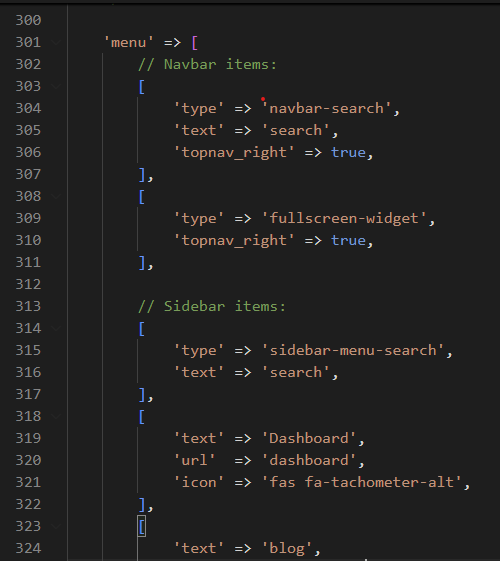 300
301 'menu' => [
302 // Navbar items:
303 [
304 'type' => 'navbar-search',
305 'text' => 'search',
306 'topnav_right' => true,
307 ],
308 [
309 'type' => 'fullscreen-widget',
310 'topnav_right' => true,
311 ],
312
313 // Sidebar items:
314 [
315 'type' => 'sidebar-menu-search',
316 'text' => 'search',
317 ],
318 [
319 'text' => 'Dashboard',
320 'url'  => 'dashboard',
321 'icon' => 'fas fa-tachometer-alt',
322 ],
323 [
324 'text' => 'blog',